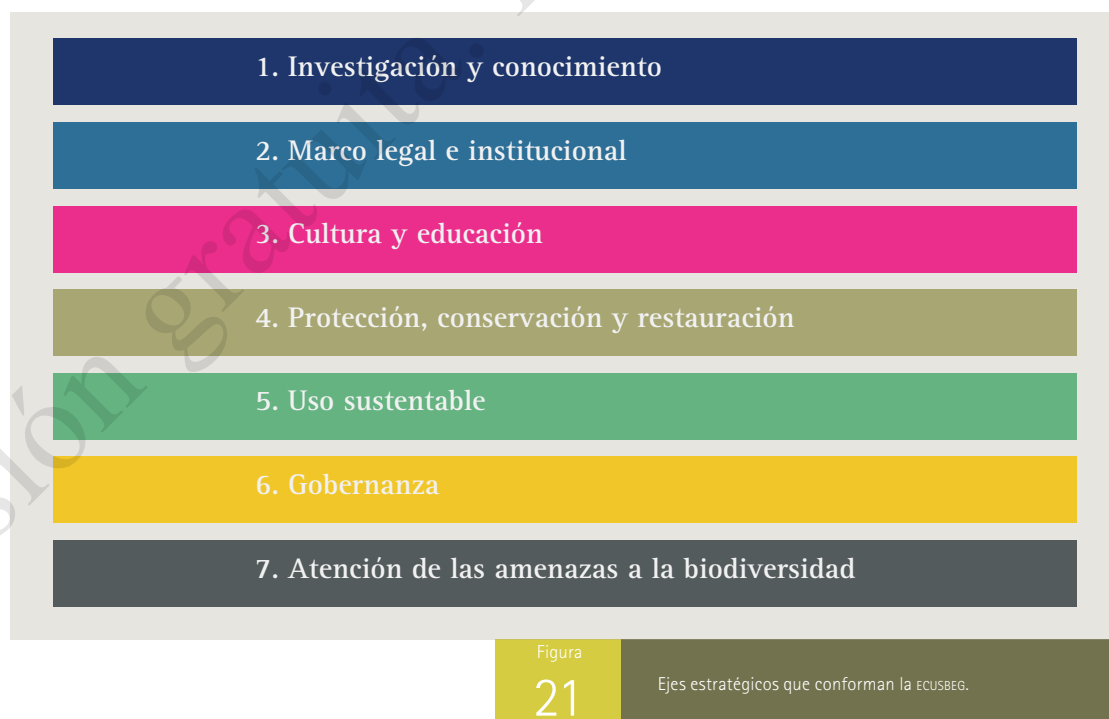 1. Investigación y conocimiento
2. Marco legal e institucional
3. Cultura y educación
4. Protección, conservación y restauración
5. Uso sustentable
6. Gobernanza
7. Atención de las amenazas a la biodiversidad
Figura
21
Ejes estratégicos que conforman la ECUSBEG.
gratuita.